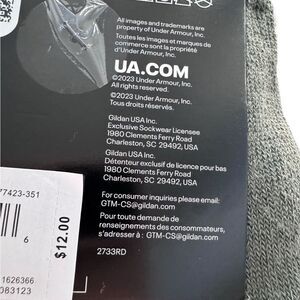 All images and trademarks are
property of Under Armour, Inc.
Toutes les images et marques de
commerce sont la propriété
d'Under Armour, Inc.
UA.COM
©2023 Under Armour, Inc.
All rights reserved.
©2023 Under Armour, Inc.
Tous droits réservés.
Gildan USA Inc.
Exclusive Sockwear Licensee
1980 Clements Ferry Road
Charleston, SC 29492, USA
Gildan USA Inc.
Détenteur exclusif de licence pour bas
1980 Clements Ferry Road
Charleston, SC 29492, USA
For consumer inquiries please email:
GTM-CS@gildan.com
Pour toute demande de
renseignements des consommateurs,
s'adresser à : GTM-CS@gildan.com
2733RD
77423-351
6
$12.00
1626366
083123